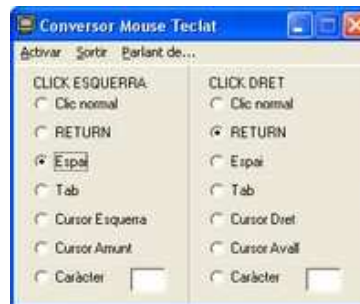 Conversor Mouse Teclat
Activar Sortir Parlant de...
CLICK ESQUERRA
Clic normal
RETURN
Espai
Tab
Cursor Esquerra
Cursor Amunt
Caràcter
CLICK DRET
Clic normal
RETURN
Espai
Tab
Cursor Dret
Cursor Avall
Caràcter